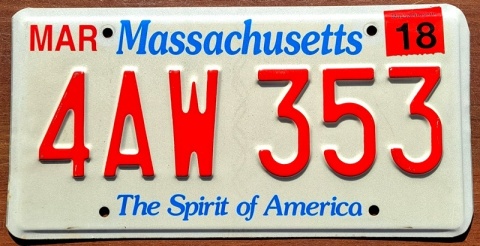 MAR Massachusetts 18
4AW 353
The Spirit of America